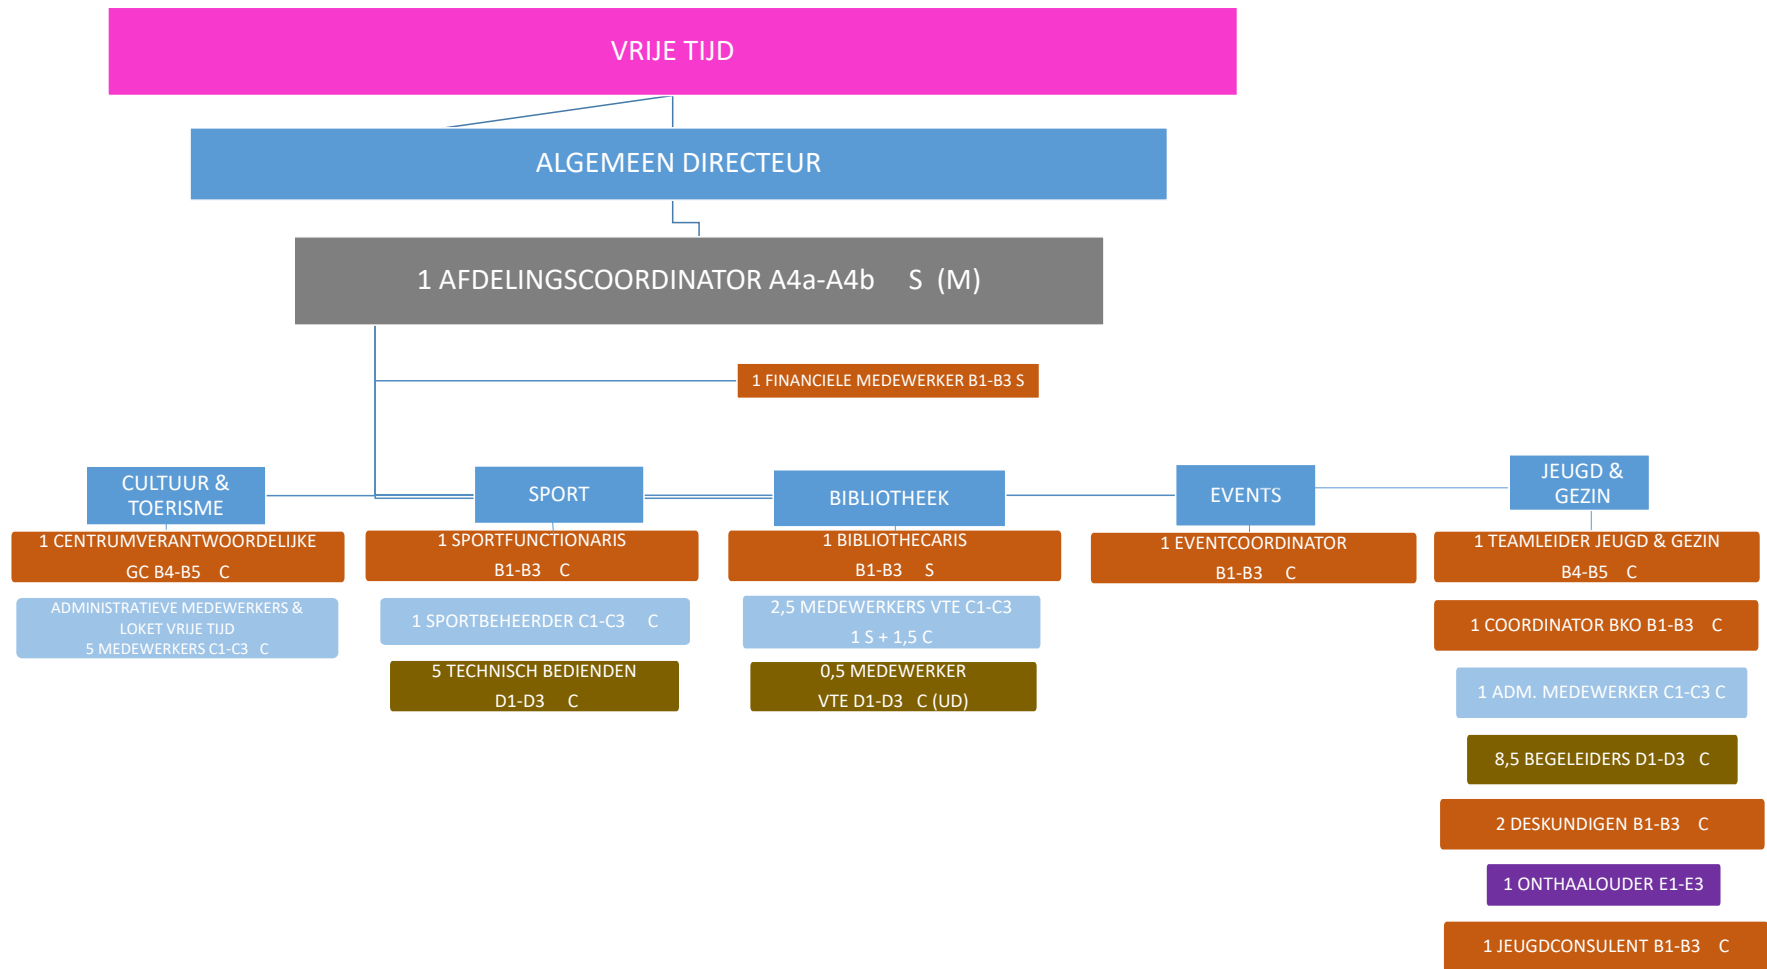 VRIJE TIJD
ALGEMEEN DIRECTEUR
1 AFDELINGSCOORDINATOR A4a-A4b S (M)
1 FINANCIELE MEDEWERKER B1-B3 S
CULTUUR &
TOERISME
1 CENTRUMVERANTWOORDELIJKE
GC B4-B5 C
ADMINISTRATIEVE MEDEWERKERS &
LOKET VRIJE TIJD
5 MEDEWERKERS C1-C3 C
SPORT
1 SPORTFUNCTIONARIS
B1-B3 C
1 SPORTBEHEERDER C1-C3 C
5 TECHNISCH BEDIENDEN
D1-D3 C
BIBLIOTHEEK
1 BIBLIOTHECARIS
B1-B3 S
2,5 MEDEWERKERS VTE C1-C3
1 S + 1,5 C
0,5 MEDEWERKER
VTE D1-D3 C (UD)
EVENTS
1 EVENTCOORDINATOR
B1-B3 C
JEUGD &
GEZIN
1 TEAMLEIDER JEUGD & GEZIN
B4-B5 C
1 COORDINATOR BKO B1-B3 C
1 ADM. MEDEWERKER C1-C3 C
8,5 BEGELEIDERS D1-D3 C
2 DESKUNDIGEN B1-B3 C
1 ONTHAALOUDER E1-E3
1 JEUGDCONSULENT B1-B3 C